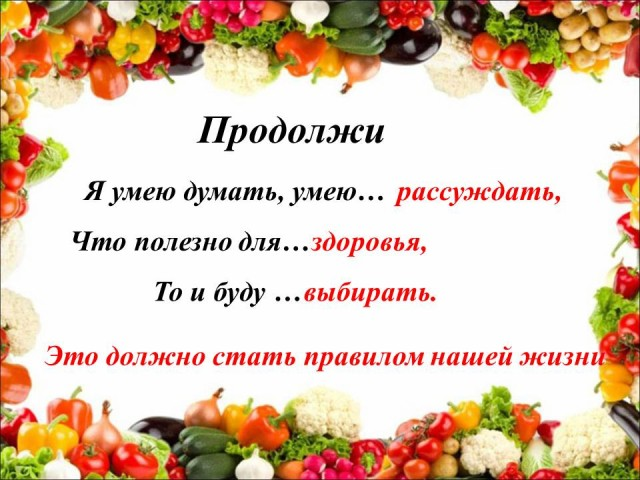 Продолжи
Я умею думать, умею… рассуждать,
Что полезно для…здоровья,
То и буду …выбирать.
Это должно стать правилом нашей жизни